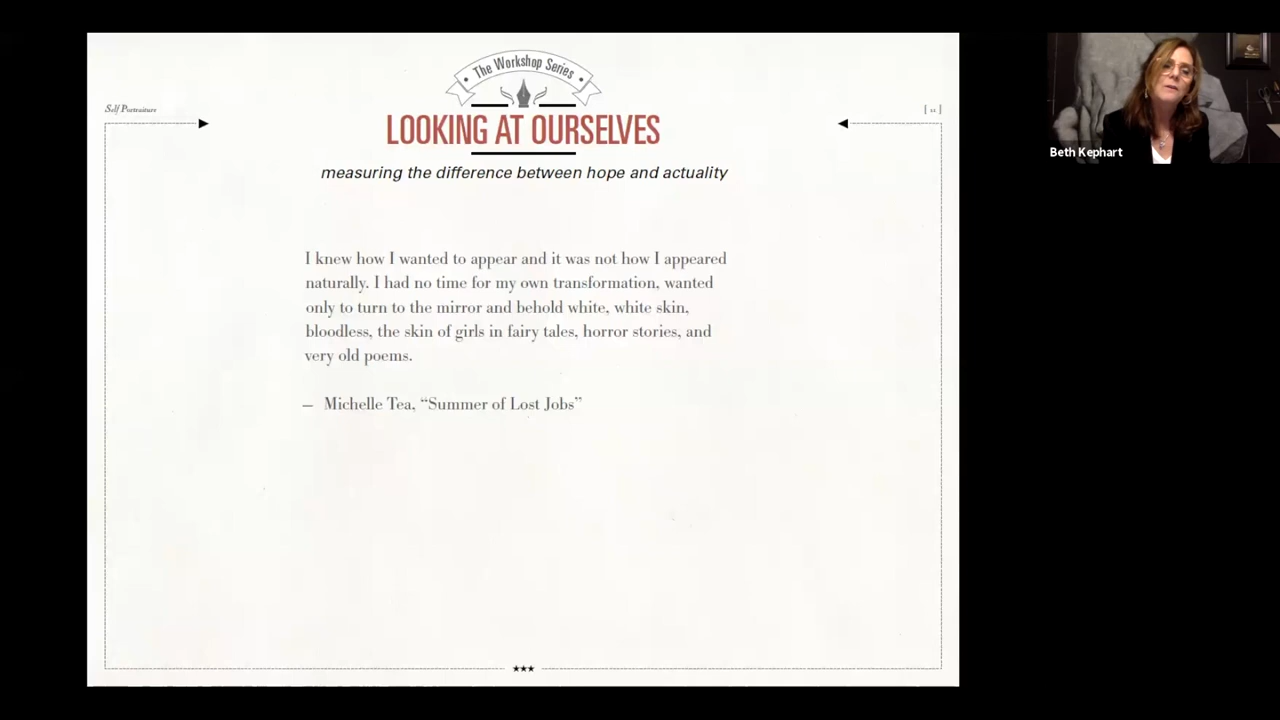 • The Workshop Series •
Self Portraiture
LOOKING AT OURSELVES
measuring the difference between hope and actuality
I knew how I wanted to appear and it was not how I appeared
naturally. I had no time for my own transformation, wanted
only to turn to the mirror and behold white, white skin,
bloodless, the skin of girls in fairy tales, horror stories, and
very old poems.
— Michelle Tea, “Summer of Lost Jobs”
★★★
Beth Kephart